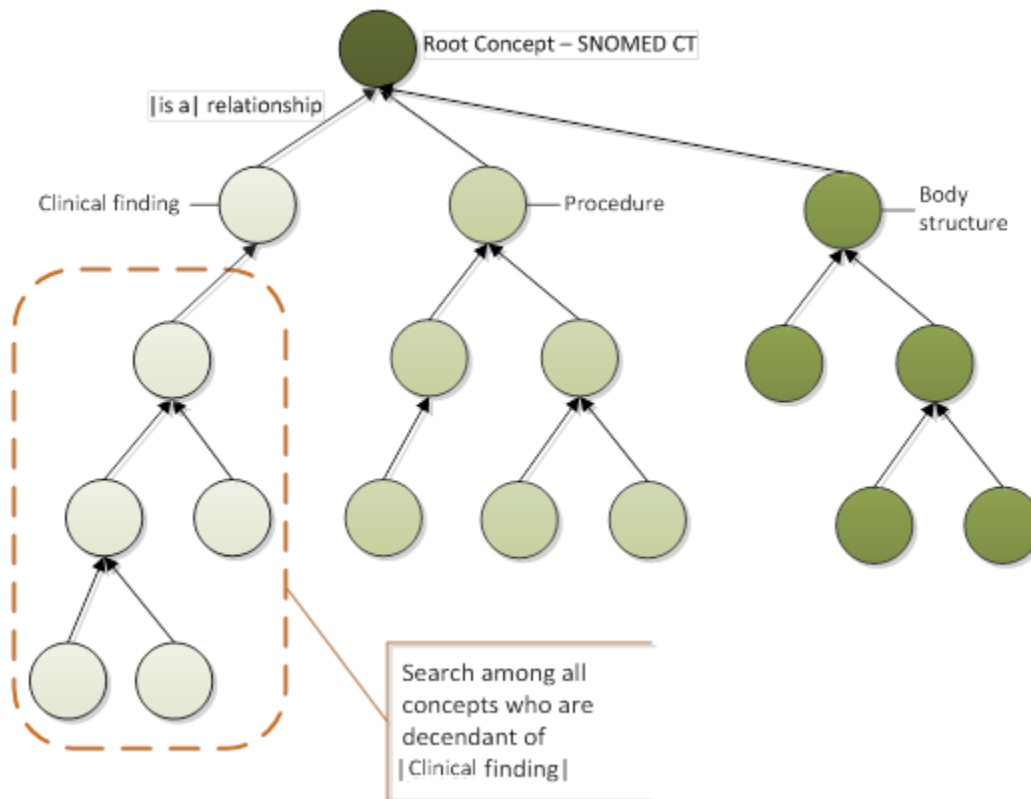 Root Concept – SNOMED CT
|is a| relationship
Clinical finding
Procedure
Body
structure
Search among all
concepts who are
decendant of
|Clinical finding|